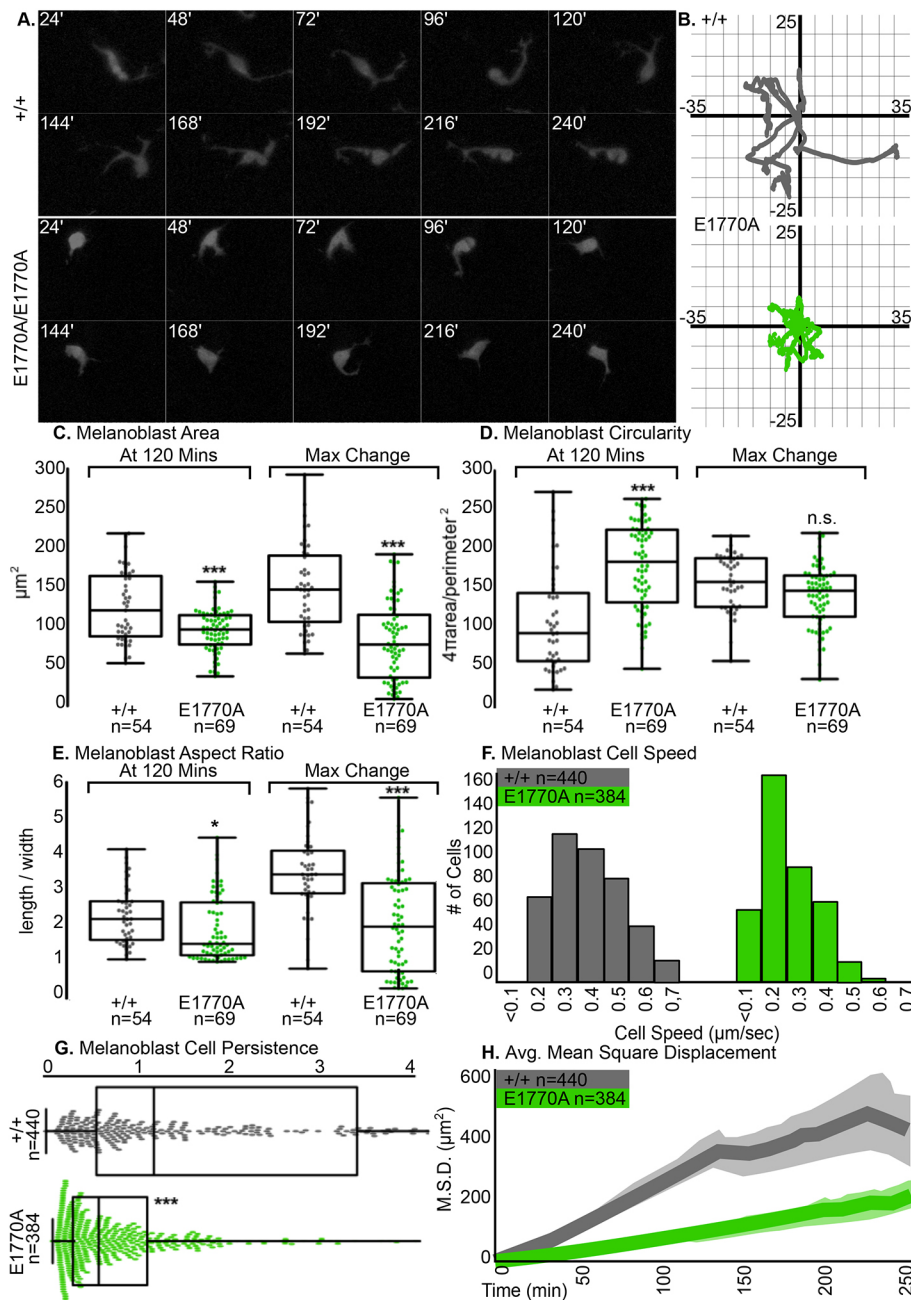 A.
24' 48' 72' 96' 120'
+/+
144' 168' 192' 216' 240'
24' 48' 72' 96' 120'
E1770A/E1770A
144' 168' 192' 216' 240'
B. +/+
25
-35 35
-25
E1770A
25
-35 35
-25
C. Melanoblast Area
At 120 Mins Max Change
300
250
200
150
100
50
0
µm²
***
***
+/+ E1770A +/+ E1770A
n=54 n=69 n=54 n=69
D. Melanoblast Circularity
At 120 Mins Max Change
300
250
200
150
100
50
0
4πarea/perimeter²
***
n.s.
+/+ E1770A +/+ E1770A
n=54 n=69 n=54 n=69
E. Melanoblast Aspect Ratio
At 120 Mins Max Change
6
5
4
3
2
1
0
length / width
*
***
+/+ E1770A +/+ E1770A
n=54 n=69 n=54 n=69
F. Melanoblast Cell Speed
+/+ n=440
E1770A n=384
160
140
120
100
80
60
40
20
0
# of Cells
<0.1 0.2 0.3 0.4 0.5 0.6 0,7 <0.1 0.2 0.3 0.4 0.5 0.6 0.7
Cell Speed (µm/sec)
G. Melanoblast Cell Persistence
0 1 2 3 4
+/+
n=440
E1770A
n=384
***
H. Avg. Mean Square Displacement
+/+ n=440
E1770A n=384
600
400
200
0
M.S.D. (µm²)
0 50 100 150 200 250
Time (min)